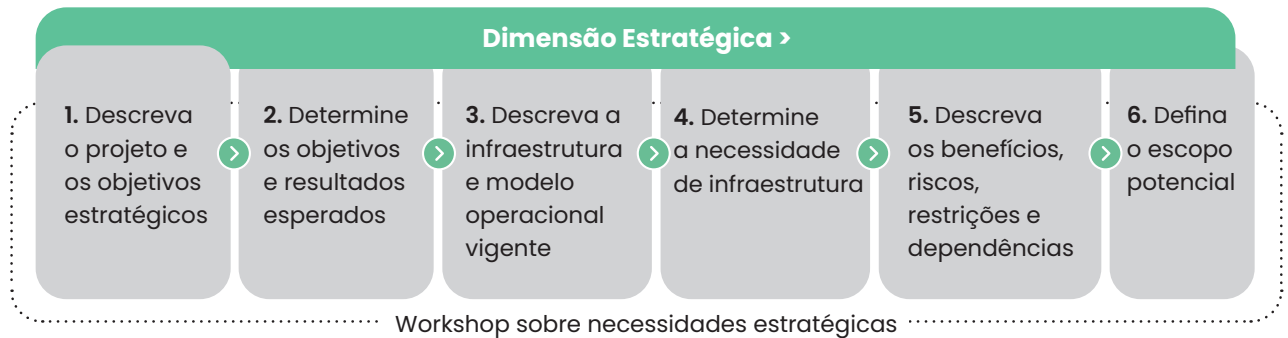 Dimensão Estratégica >
1. Descreva
o projeto e
os objetivos
estratégicos
2. Determine
os objetivos
e resultados
esperados
3. Descreva a
infraestrutura
e modelo
operacional
vigente
4. Determine
a necessidade
de infraestrutura
5. Descreva
os benefícios,
riscos,
restrições e
dependências
6. Defina
o escopo
potencial
Workshop sobre necessidades estratégicas